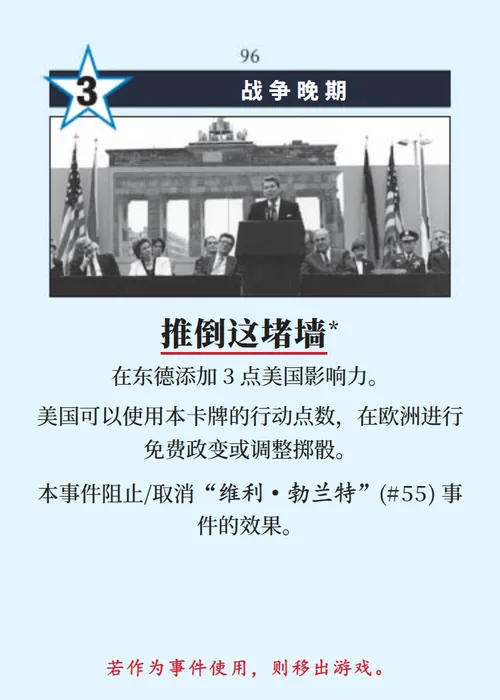 96
3
战争晚期
推倒这堵墙*
在东德添加 3 点美国影响力。
美国可以使用本卡牌的行动点数，在欧洲进行
免费政变或调整掷骰。
本事件阻止/取消“维利·勃兰特”(#55) 事
件的效果。
若作为事件使用，则移出游戏。